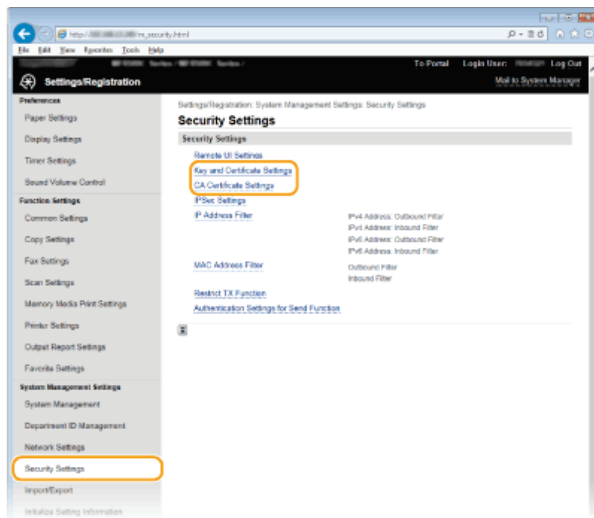 http://
/m_security.html
File Edit View Favorites Tools Help
To Portal Login User: Log Out
Settings/Registration
Mail to System Manager
Preferences
Paper Settings
Display Settings
Timer Settings
Sound Volume Control
Function Settings
Common Settings
Copy Settings
Fax Settings
Scan Settings
Memory Media Print Settings
Printer Settings
Output Report Settings
Favorite Settings
System Management Settings
System Management
Department ID Management
Network Settings
Security Settings
Import/Export
Initialize Setting Information
Settings/Registration: System Management Settings: Security Settings
Security Settings
Security Settings
Remote UI Settings
Key and Certificate Settings
CA Certificate Settings
IPSec Settings
IP Address Filter
IPv4 Address: Outbound Filter
IPv4 Address: Inbound Filter
IPv6 Address: Outbound Filter
IPv6 Address: Inbound Filter
MAC Address Filter
Outbound Filter
Inbound Filter
Restrict TX Function
Authentication Settings for Send Function